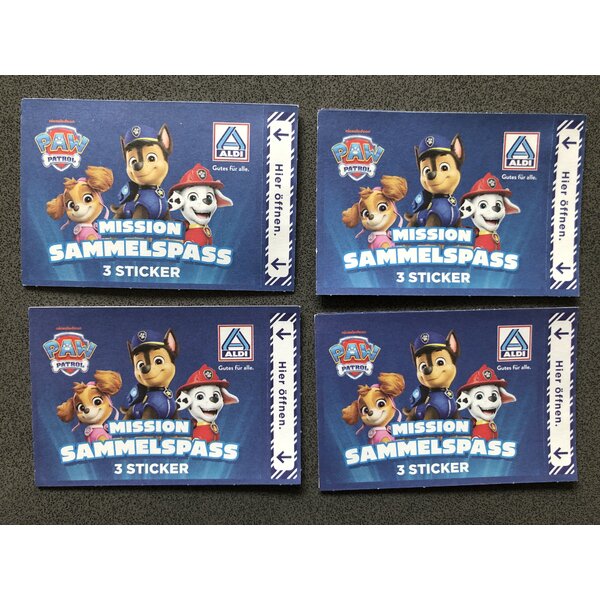 nickelodeon
PAW
PATROL
ALDI
Gutes für alle.
MISSION
SAMMELSPASS
3 STICKER
Hier öffnen.
nickelodeon
PAW
PATROL
ALDI
Gutes für alle.
MISSION
SAMMELSPASS
3 STICKER
Hier öffnen.
nickelodeon
PAW
PATROL
ALDI
Gutes für alle.
MISSION
SAMMELSPASS
3 STICKER
Hier öffnen.
nickelodeon
PAW
PATROL
ALDI
Gutes für alle.
MISSION
SAMMELSPASS
3 STICKER
Hier öffnen.